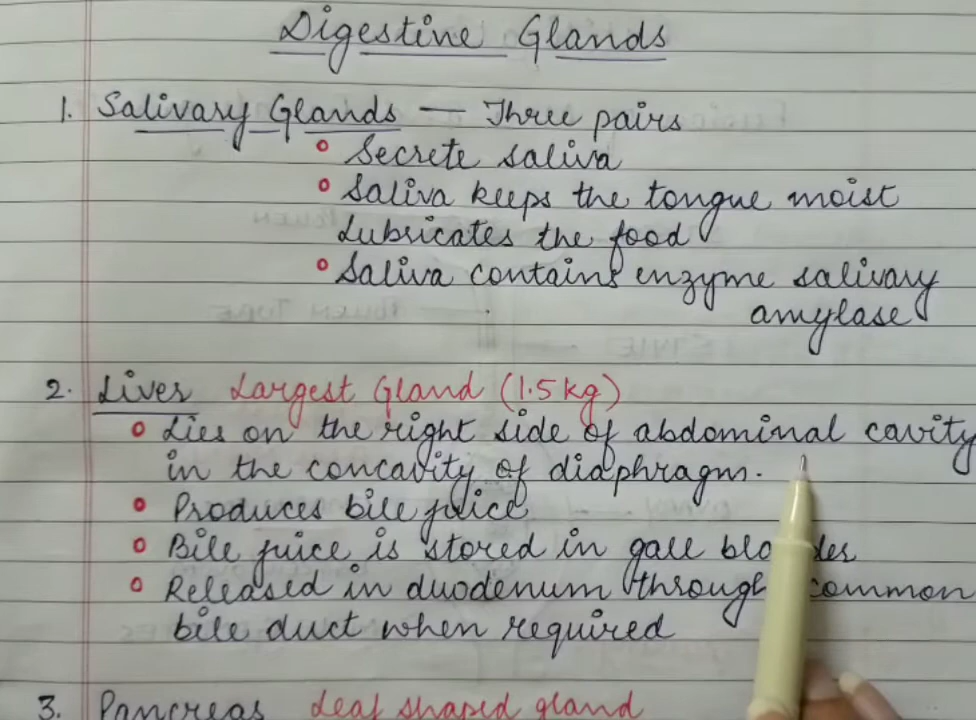 Digestive Glands
1. Salivary Glands — Three pairs
Secrete saliva
Saliva keeps the tongue moist
Lubricates the food
Saliva contains enzyme salivary
amylase
2. Liver Largest Gland (1.5 kg)
Lies on the right side of abdominal cavity
in the concavity of diaphragm.
Produces bile juice
Bile juice is stored in gall
Released in duodenum through common
bile duct when required
3. Pancreas Leaf shaped gland